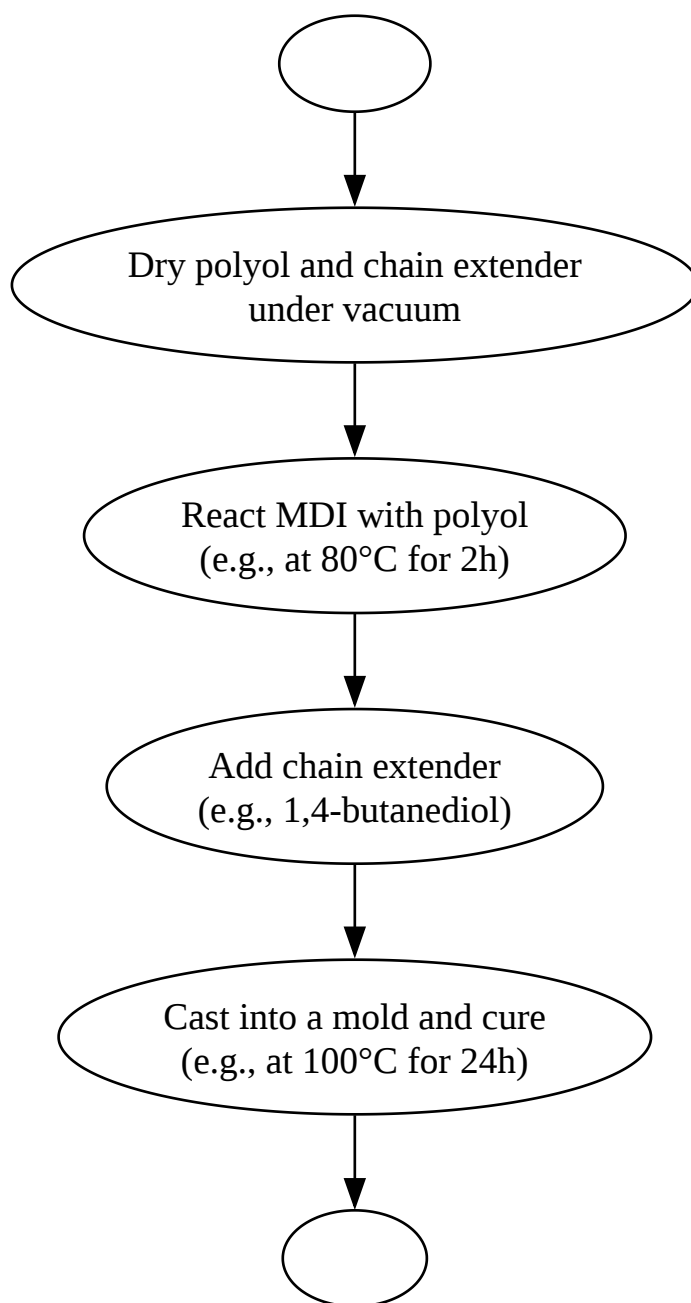 Dry polyol and chain extender
under vacuum
React MDI with polyol
(e.g., at 80°C for 2h)
Add chain extender
(e.g., 1,4-butanediol)
Cast into a mold and cure
(e.g., at 100°C for 24h)